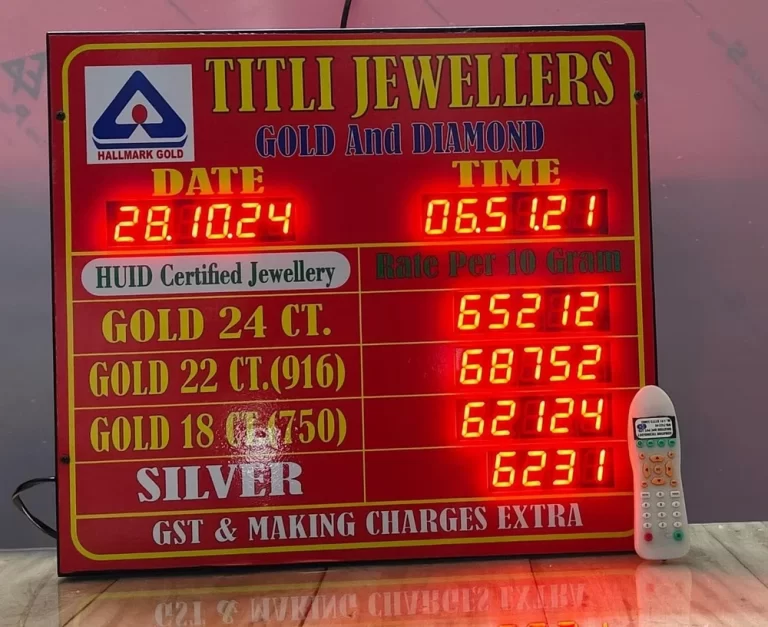 TITLI JEWELLERS
HALLMARK GOLD
GOLD And DIAMOND
DATE TIME
28.10.24 06.51.21
HUID Certified Jewellery Rate Per 10 Gram
GOLD 24 CT. 65212
GOLD 22 CT.(916) 68752
GOLD 18 CT.(750) 62124
SILVER 6231
GST & MAKING CHARGES EXTRA